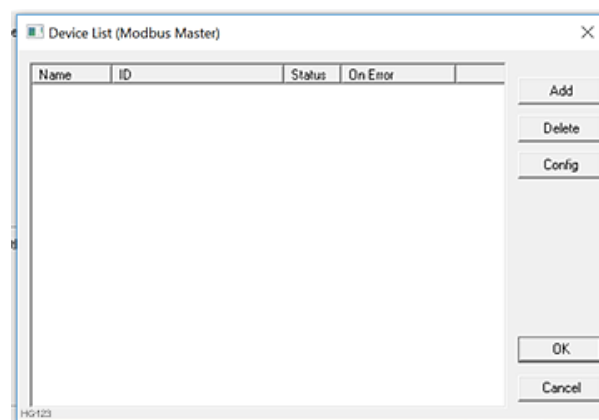 Device List (Modbus Master)
Name ID Status On Error
Add
Delete
Config
OK
Cancel
HG123